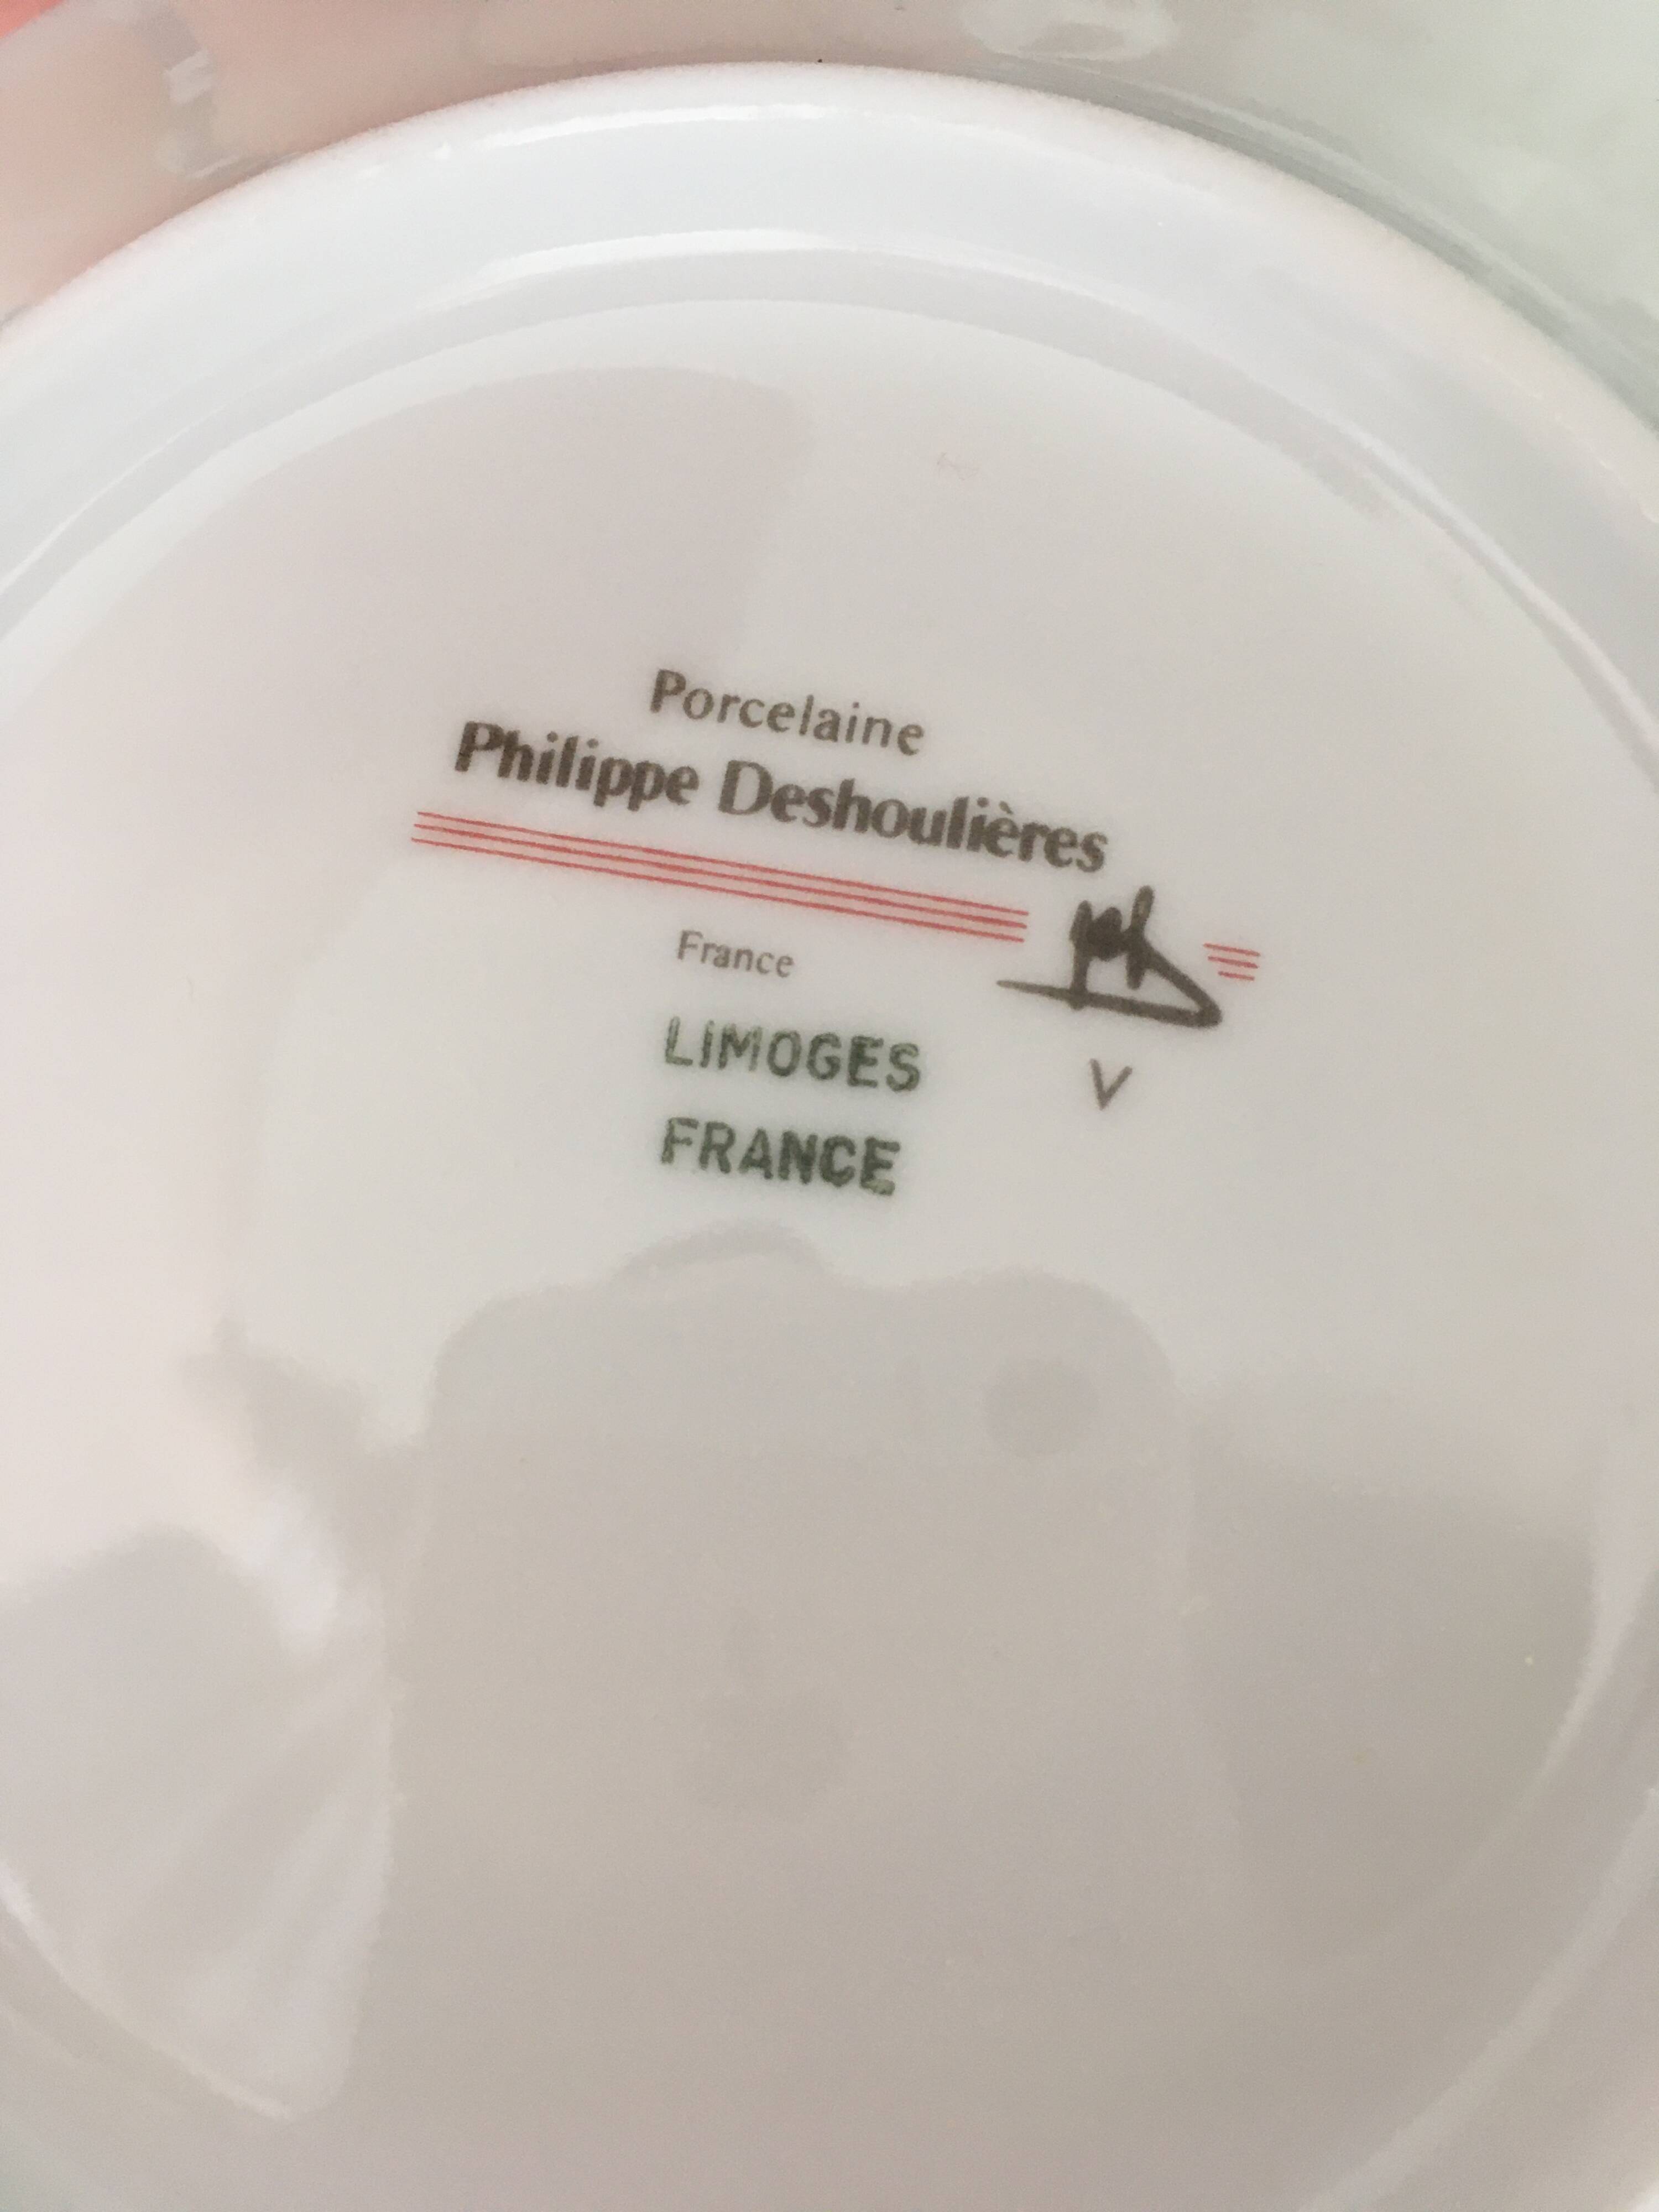 Porcelaine
Philippe Deshoulières
France
LIMOGES
FRANCE
V